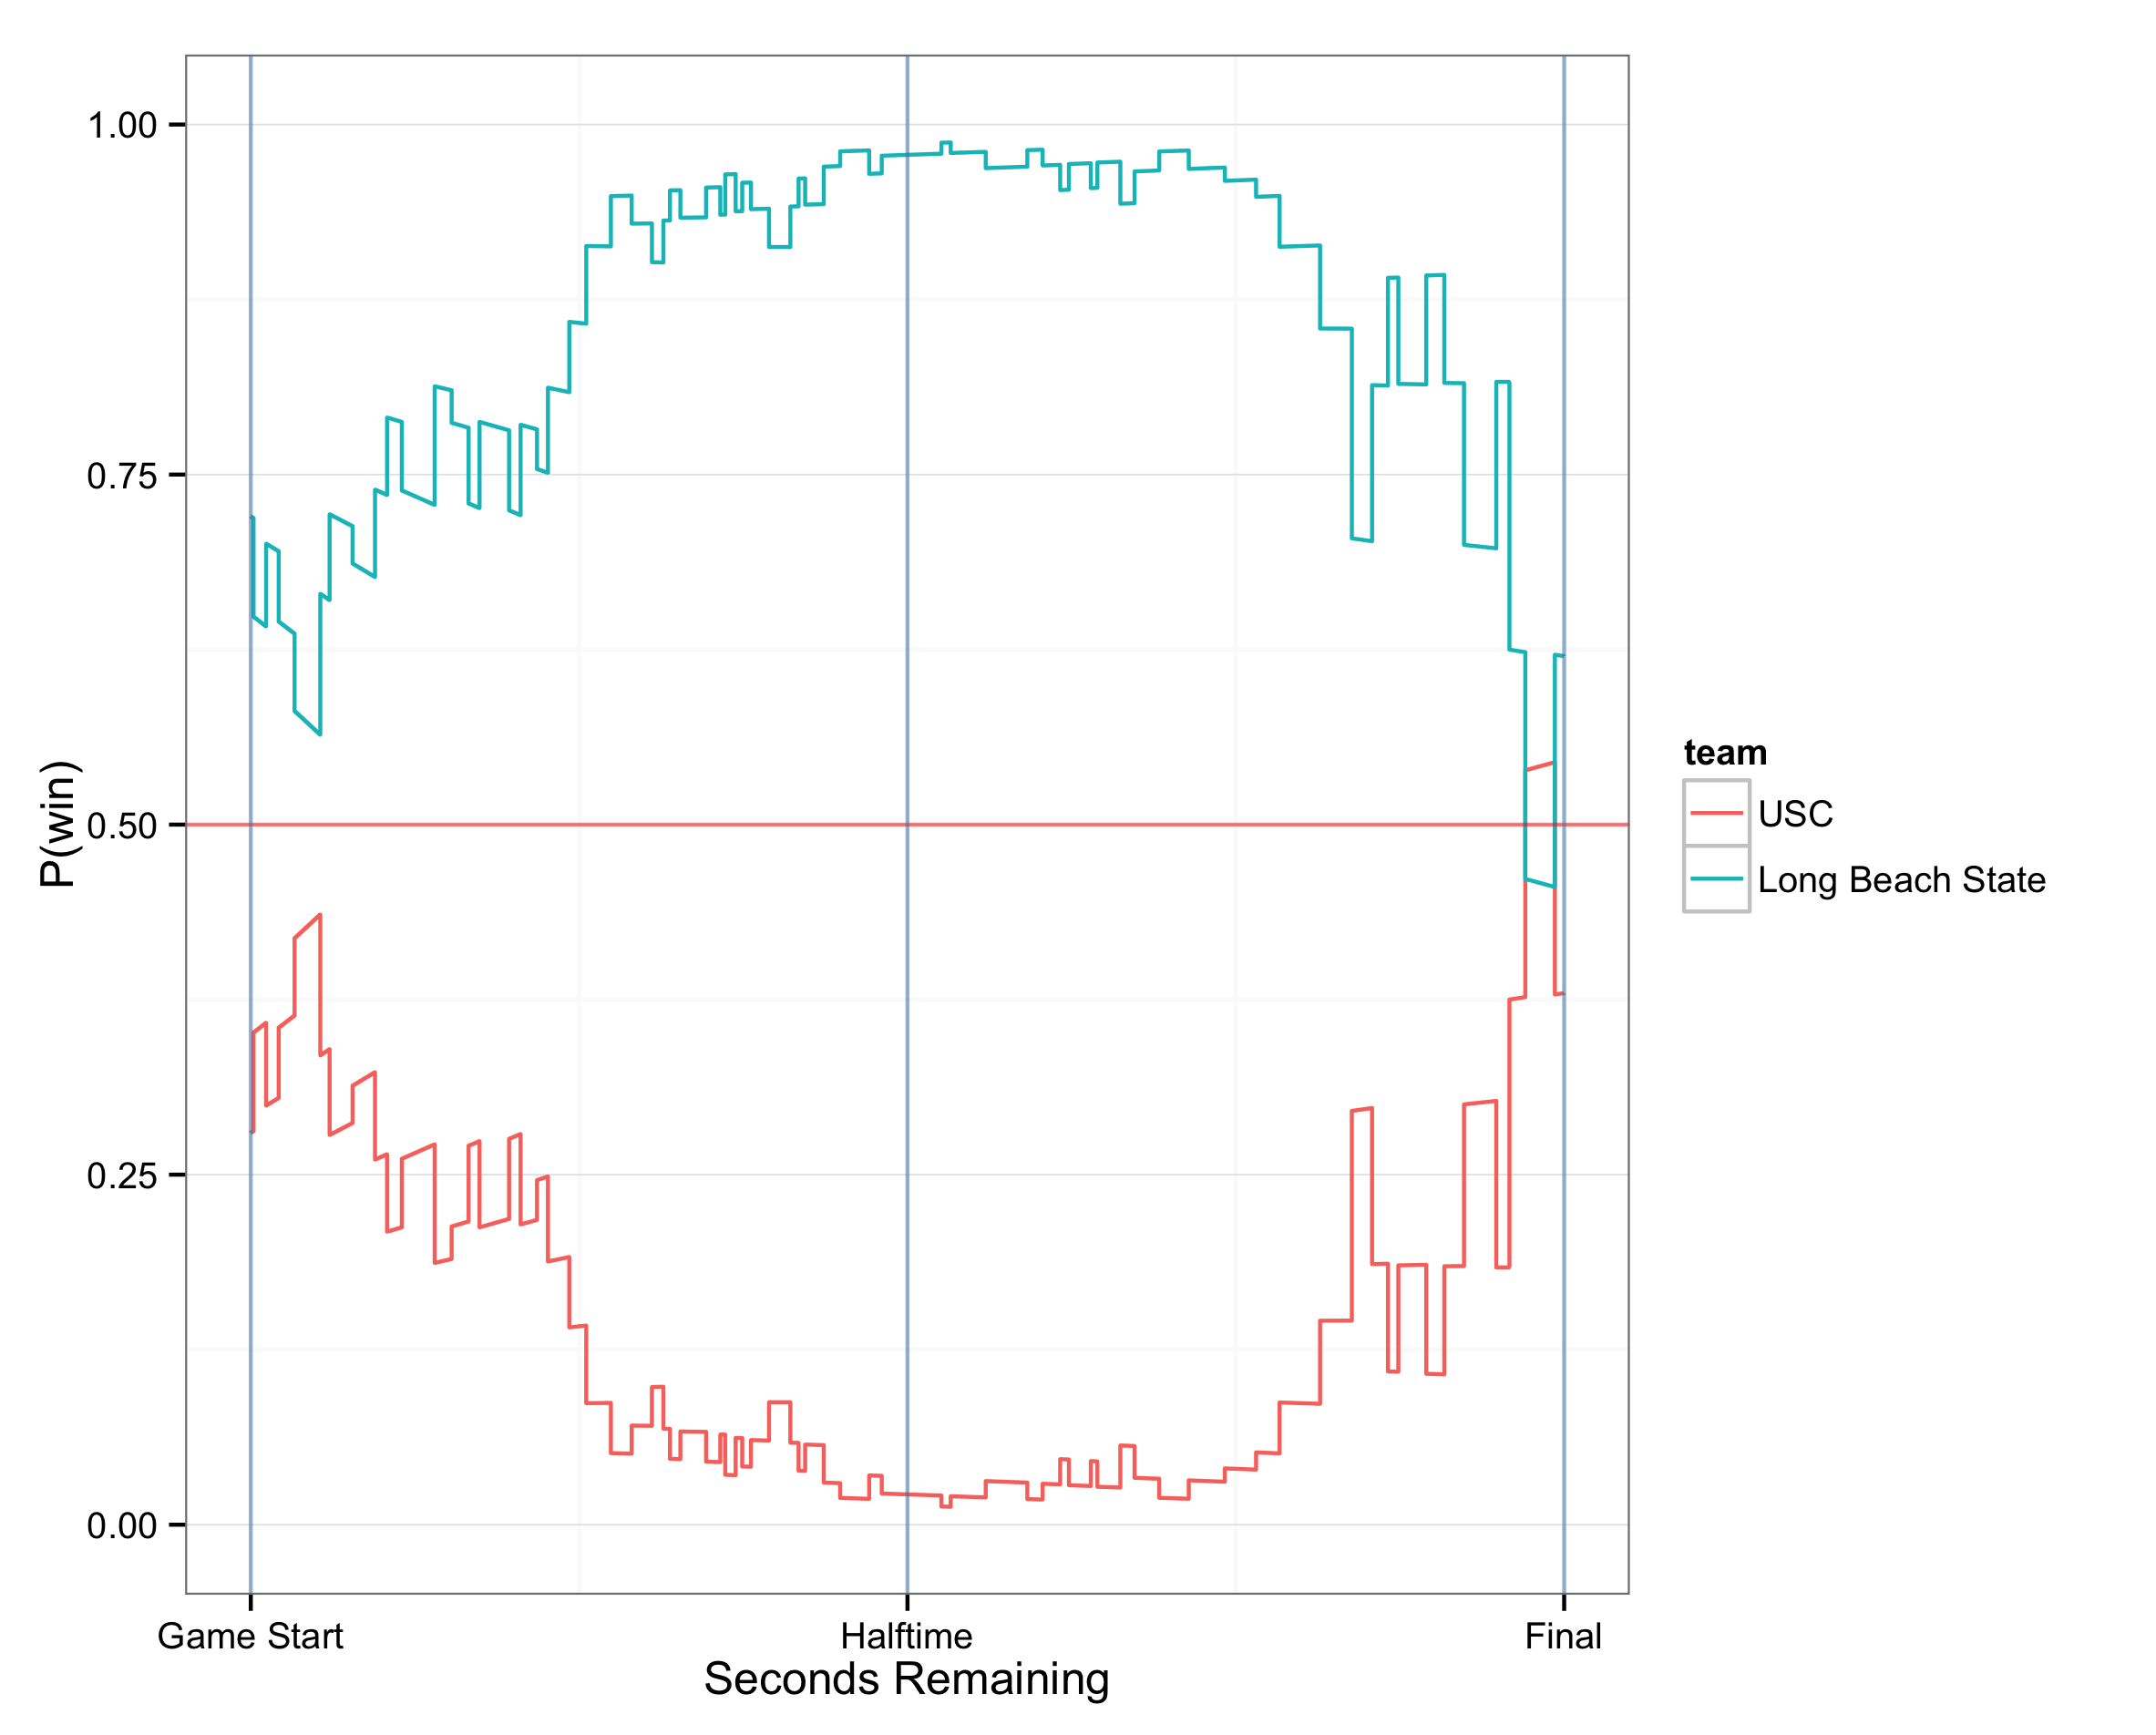 1.00
0.75
0.50
0.25
0.00
P(win)
Game Start
Halftime
Final
Seconds Remaining
team
USC
Long Beach State